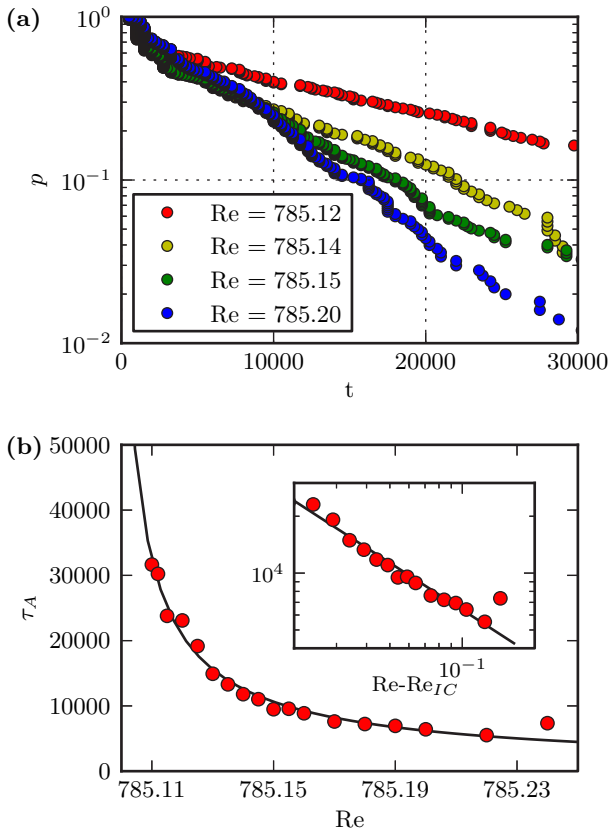 (a)
10^0
10^{-1}
10^{-2}
p
0
10000
20000
30000
t
Re = 785.12
Re = 785.14
Re = 785.15
Re = 785.20
(b)
50000
40000
30000
20000
10000
0
τ_A
785.11
785.15
785.19
785.23
Re
10^4
10^{-1}
Re-Re_{IC}